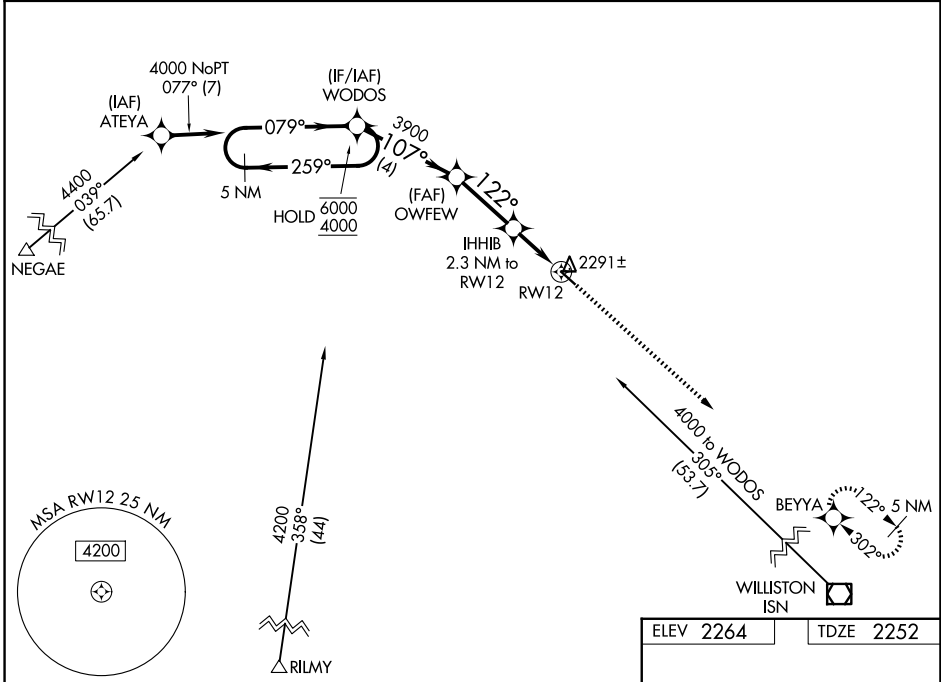 4000 NoPT
077° (7)
(IAF)
ATEYA
(IF/IAF)
WODOS
079°
259°
5 NM
HOLD 6000
4000
3900
107°
(4)
(FAF)
OWFEW
122°
IHHIB
2.3 NM to
RW12
RW12
2291±
4400
039°
(65.7)
NEGAE
4200
358°
(44)
RILMY
MSA RW12 25 NM
4200
4000 to WODOS
305°
(53.7)
BEYYA
122°
5 NM
302°
WILLISTON
ISN
ELEV 2264
TDZE 2252